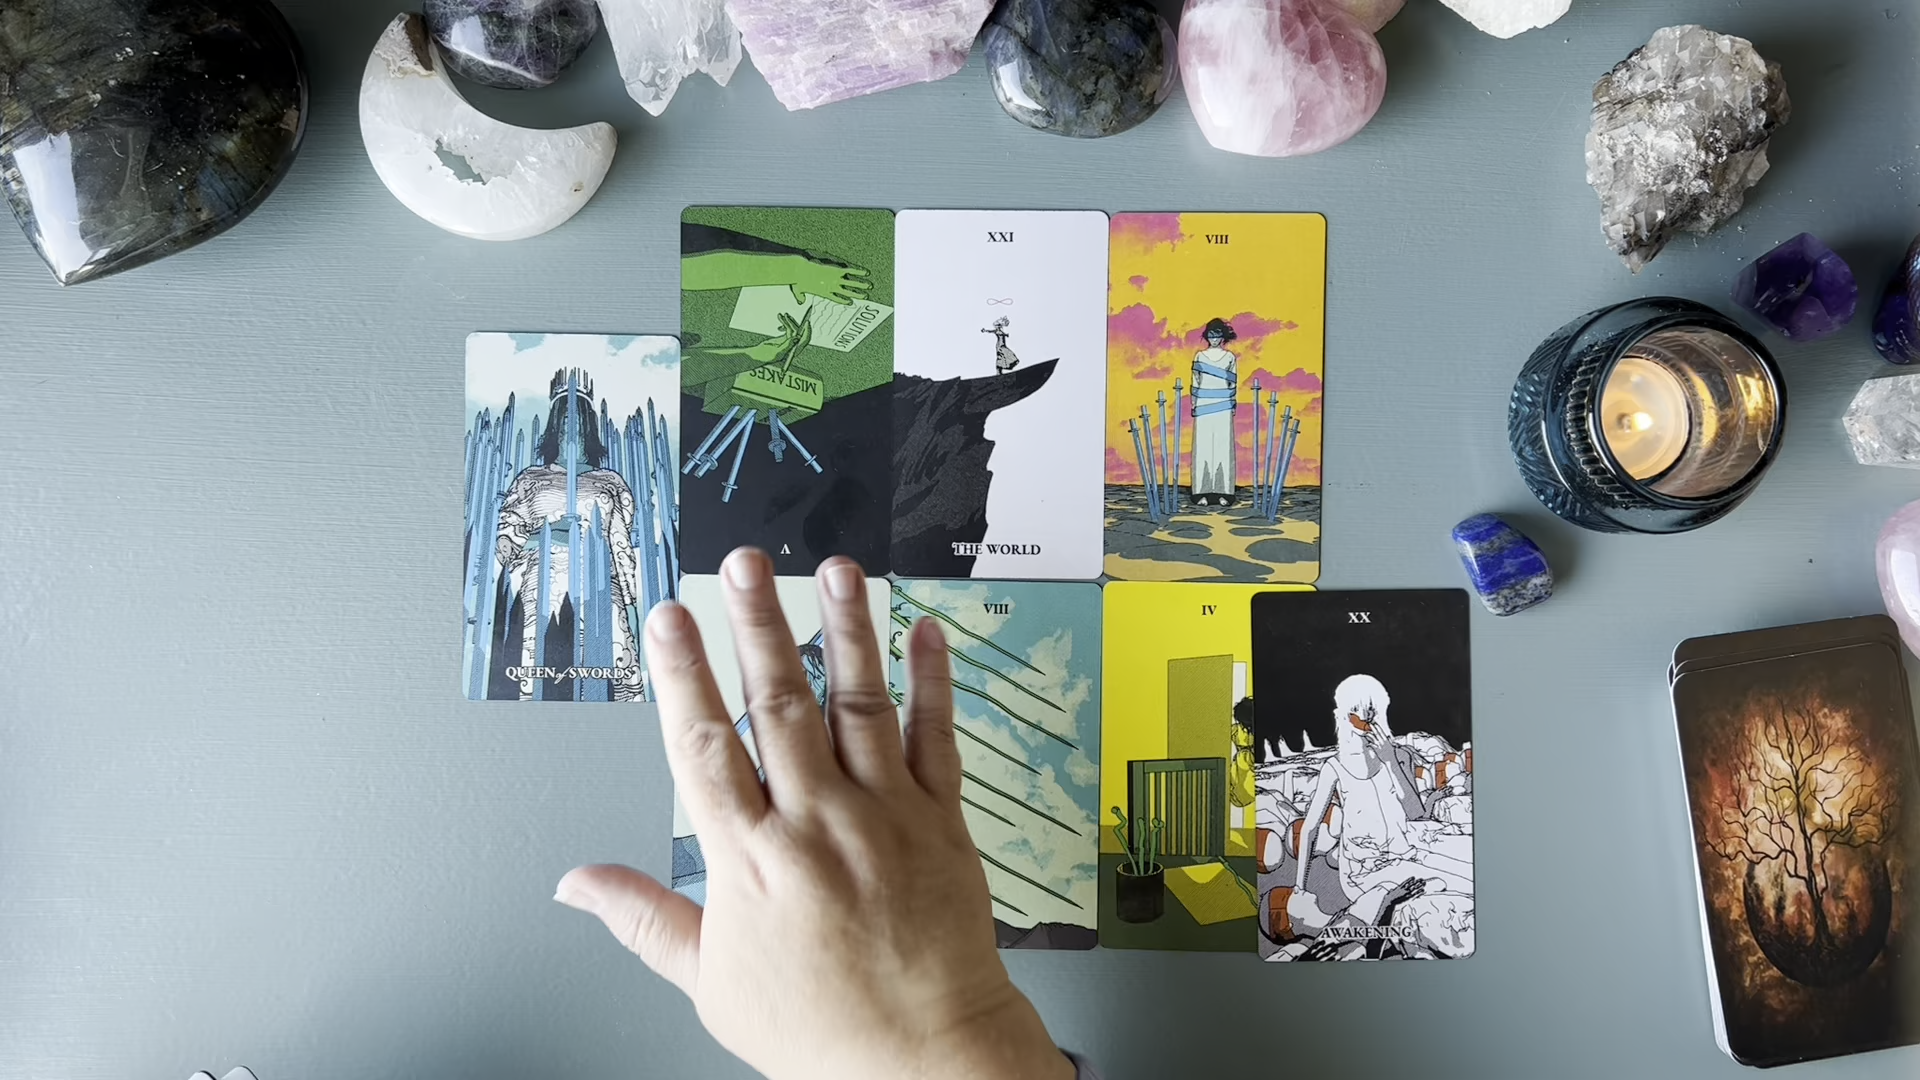 XXI
VIII
SOLUTIONS
MISTAKES
V
THE WORLD
QUEEN of SWORDS
VIII
IV
XX
AWAKENING